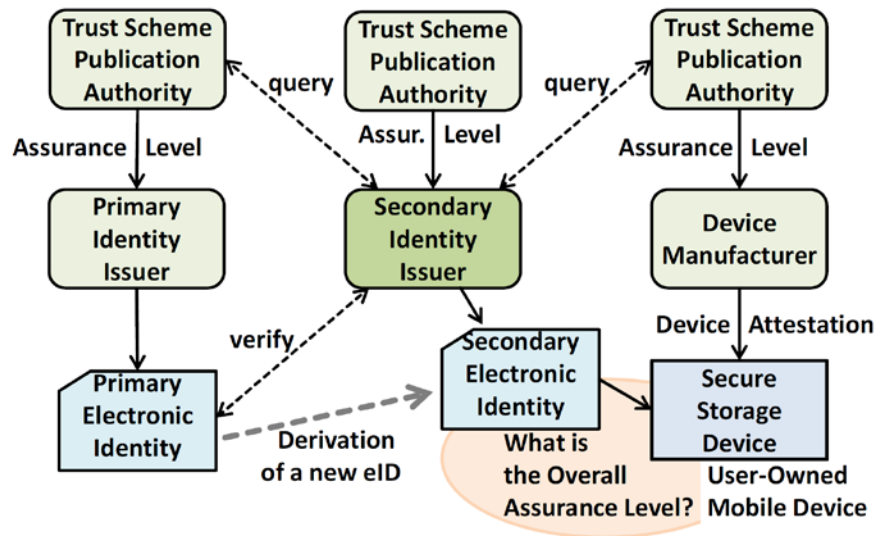 Trust Scheme
Publication
Authority
Trust Scheme
Publication
Authority
Trust Scheme
Publication
Authority
query
query
Assurance Level
Assur. Level
Assurance Level
Primary
Identity
Issuer
Secondary
Identity
Issuer
Device
Manufacturer
verify
Device Attestation
Primary
Electronic
Identity
Secondary
Electronic
Identity
Secure
Storage
Device
Derivation
of a new eID
What is
the Overall
Assurance Level?
User-Owned
Mobile Device